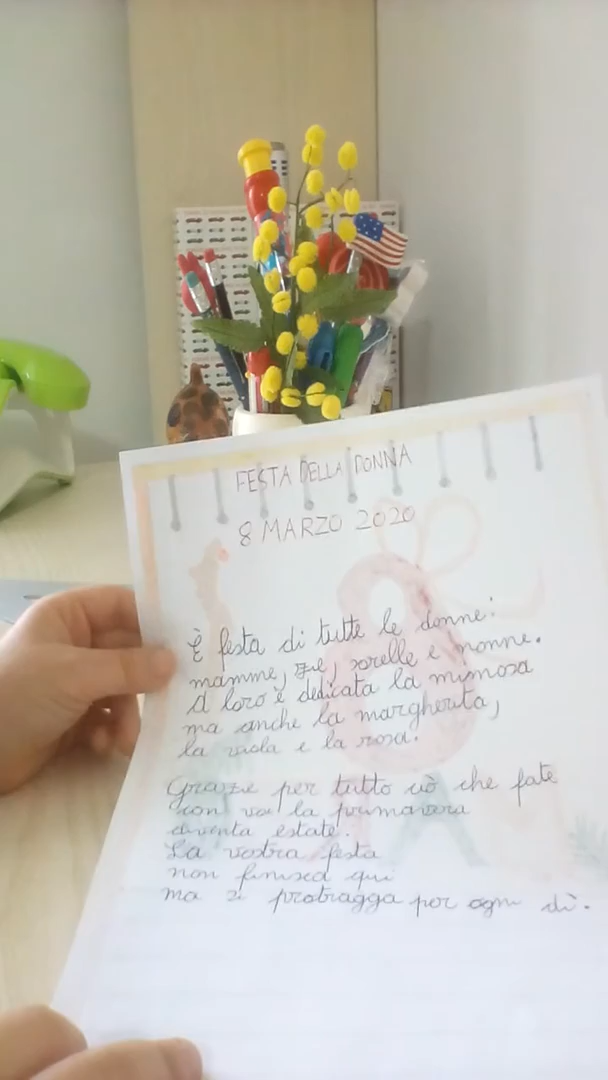 FESTA DELLA DONNA
8 MARZO 2020
È festa di tutte le donne:
mamme, zie, sorelle e nonne.
A loro è dedicata la mimosa
ma anche la margherita,
la viola e la rosa.
Grazie per tutto ciò che fate
con voi la primavera
diventa estate.
La vostra festa
non finisca qui
ma si protragga per ogni dì.